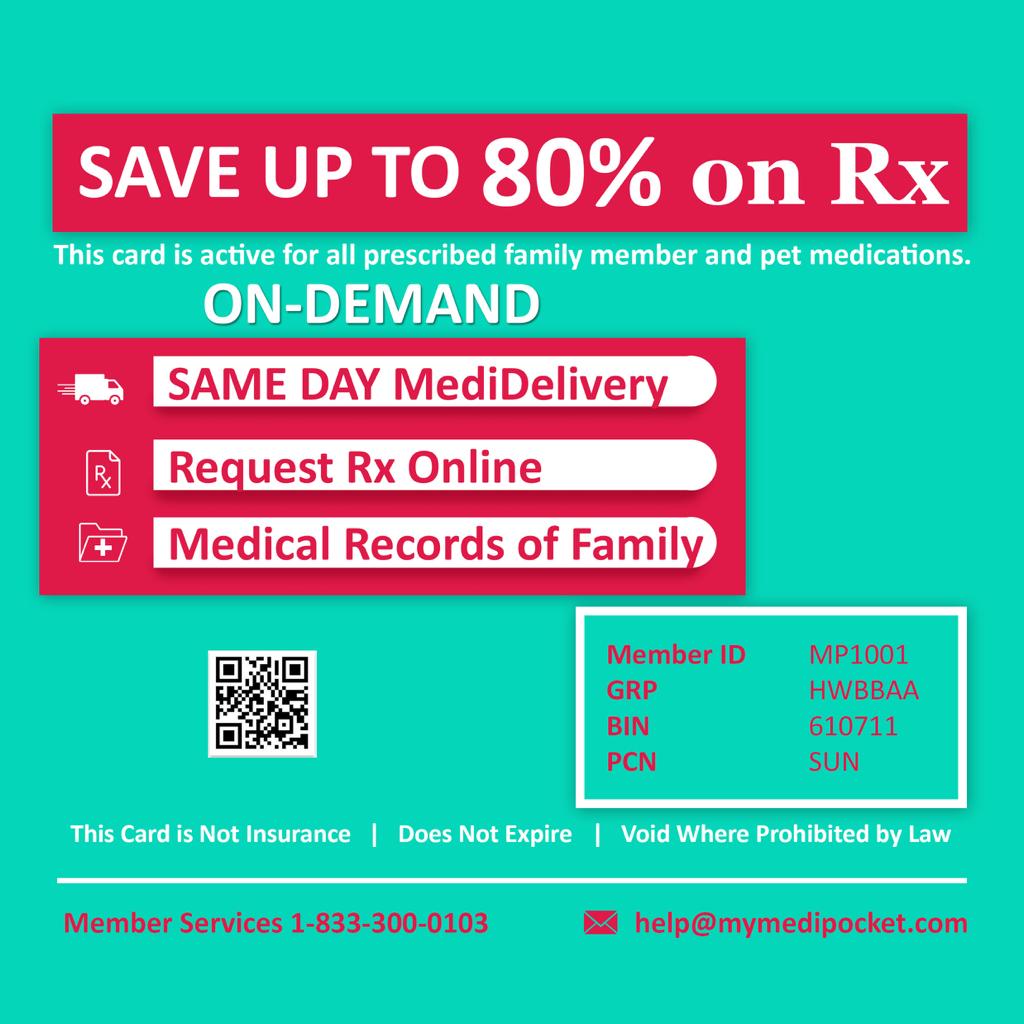 SAVE UP TO 80% on Rx
This card is active for all prescribed family member and pet medications.
ON-DEMAND
SAME DAY MediDelivery
Rx
Request Rx Online
Medical Records of Family
Member ID MP1001
GRP HWBBAA
BIN 610711
PCN SUN
This Card is Not Insurance | Does Not Expire | Void Where Prohibited by Law
Member Services 1-833-300-0103 help@mymedipocket.com